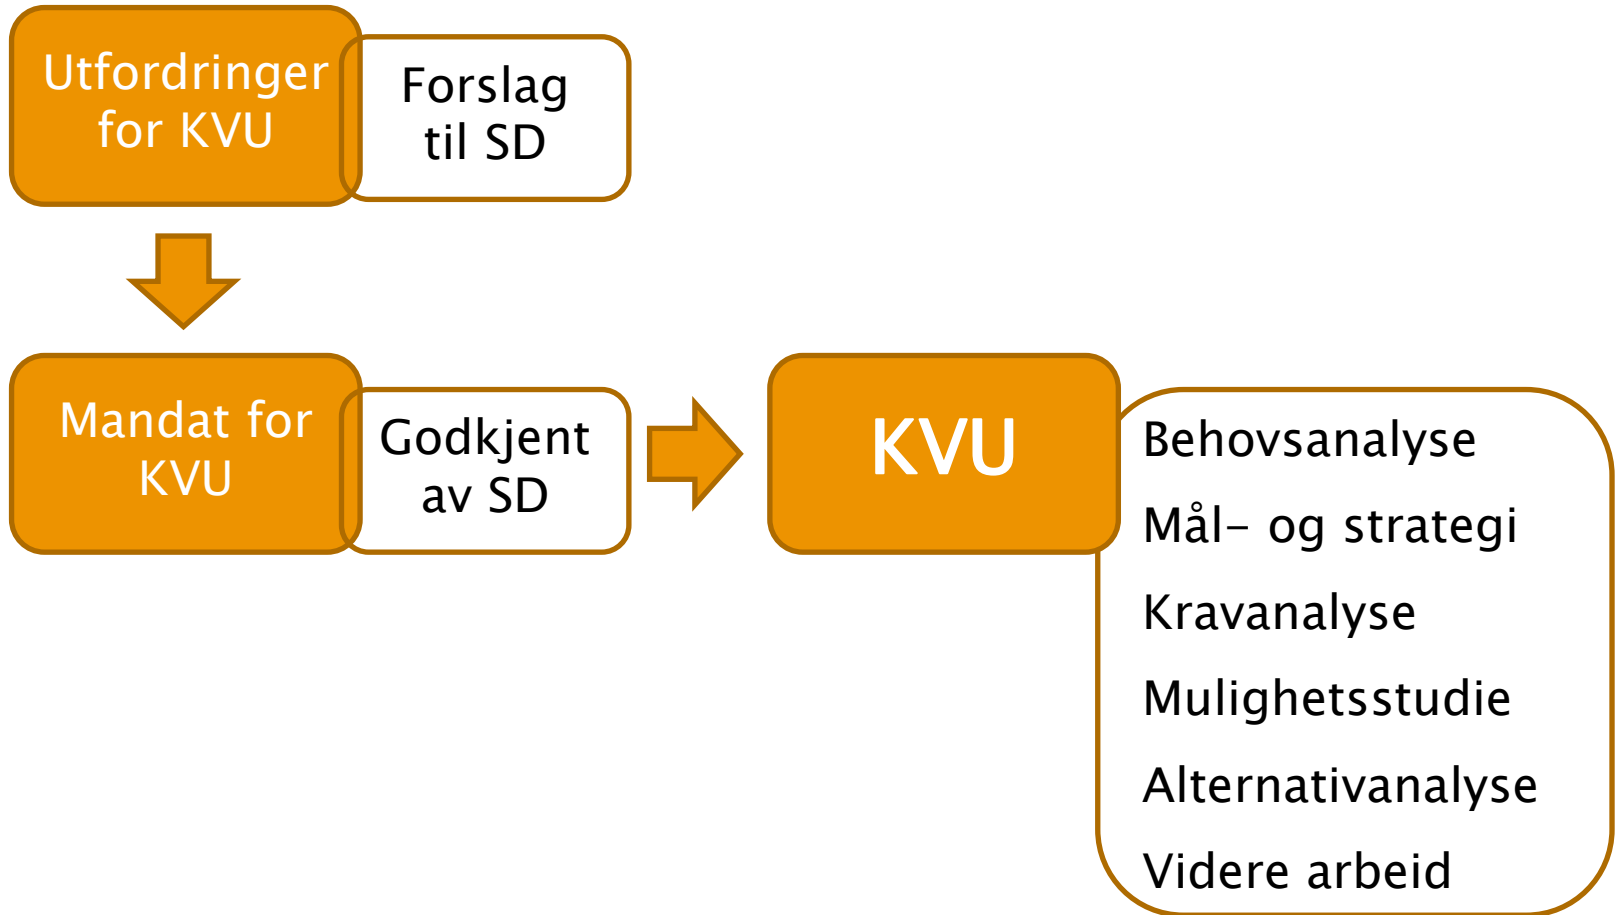 Utfordringer
for KVU
Forslag
til SD
Mandat for
KVU
Godkjent
av SD
KVU
Behovsanalyse
Mål- og strategi
Kravanalyse
Mulighetsstudie
Alternativanalyse
Videre arbeid